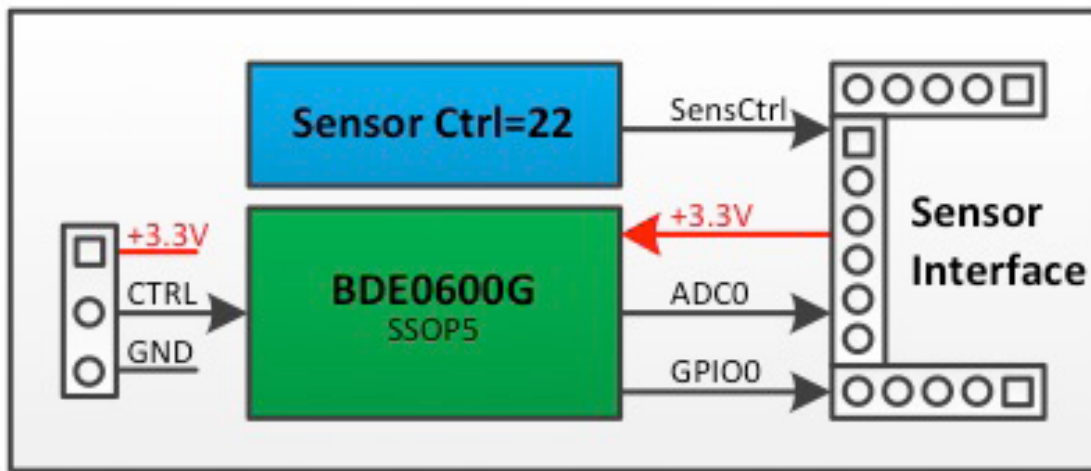 Sensor Ctrl=22
SensCtrl
+3.3V
CTRL
GND
BDE0600G
SSOP5
+3.3V
ADC0
GPIO0
Sensor
Interface